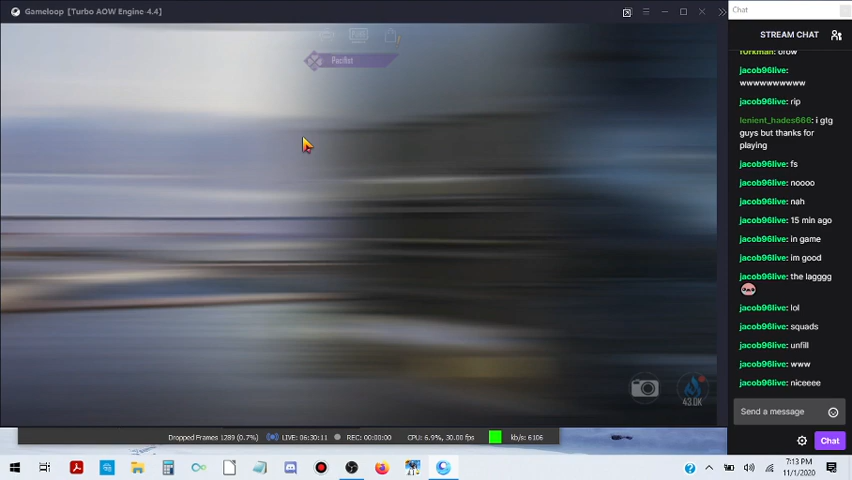 Gameloop [Turbo AOW Engine 4.4]
Chat
STREAM CHAT
jacob96live:
wwwwwwwwww
jacob96live: rip
lenient_hades666: i gtg
guys but thanks for
playing
jacob96live: fs
jacob96live: noooo
jacob96live: nah
jacob96live: 15 min ago
jacob96live: in game
jacob96live: im good
jacob96live: the lagggg
jacob96live: lol
jacob96live: squads
jacob96live: unfill
jacob96live: www
jacob96live: niceeee
Pacifist
43.0K
Send a message
Chat
Dropped Frames 1289 (0.7%) LIVE: 06:30:11 REC: 00:00:00 CPU: 6.9%, 30.00 fps kb/s: 6106
7:13 PM
11/1/2020